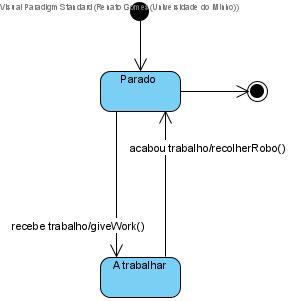 Visual Paradigm Standard(Renato Gomes(Universidade do Minho))
Parado
acabou trabalho/recolherRobo()
recebe trabalho/giveWork()
A trabalhar